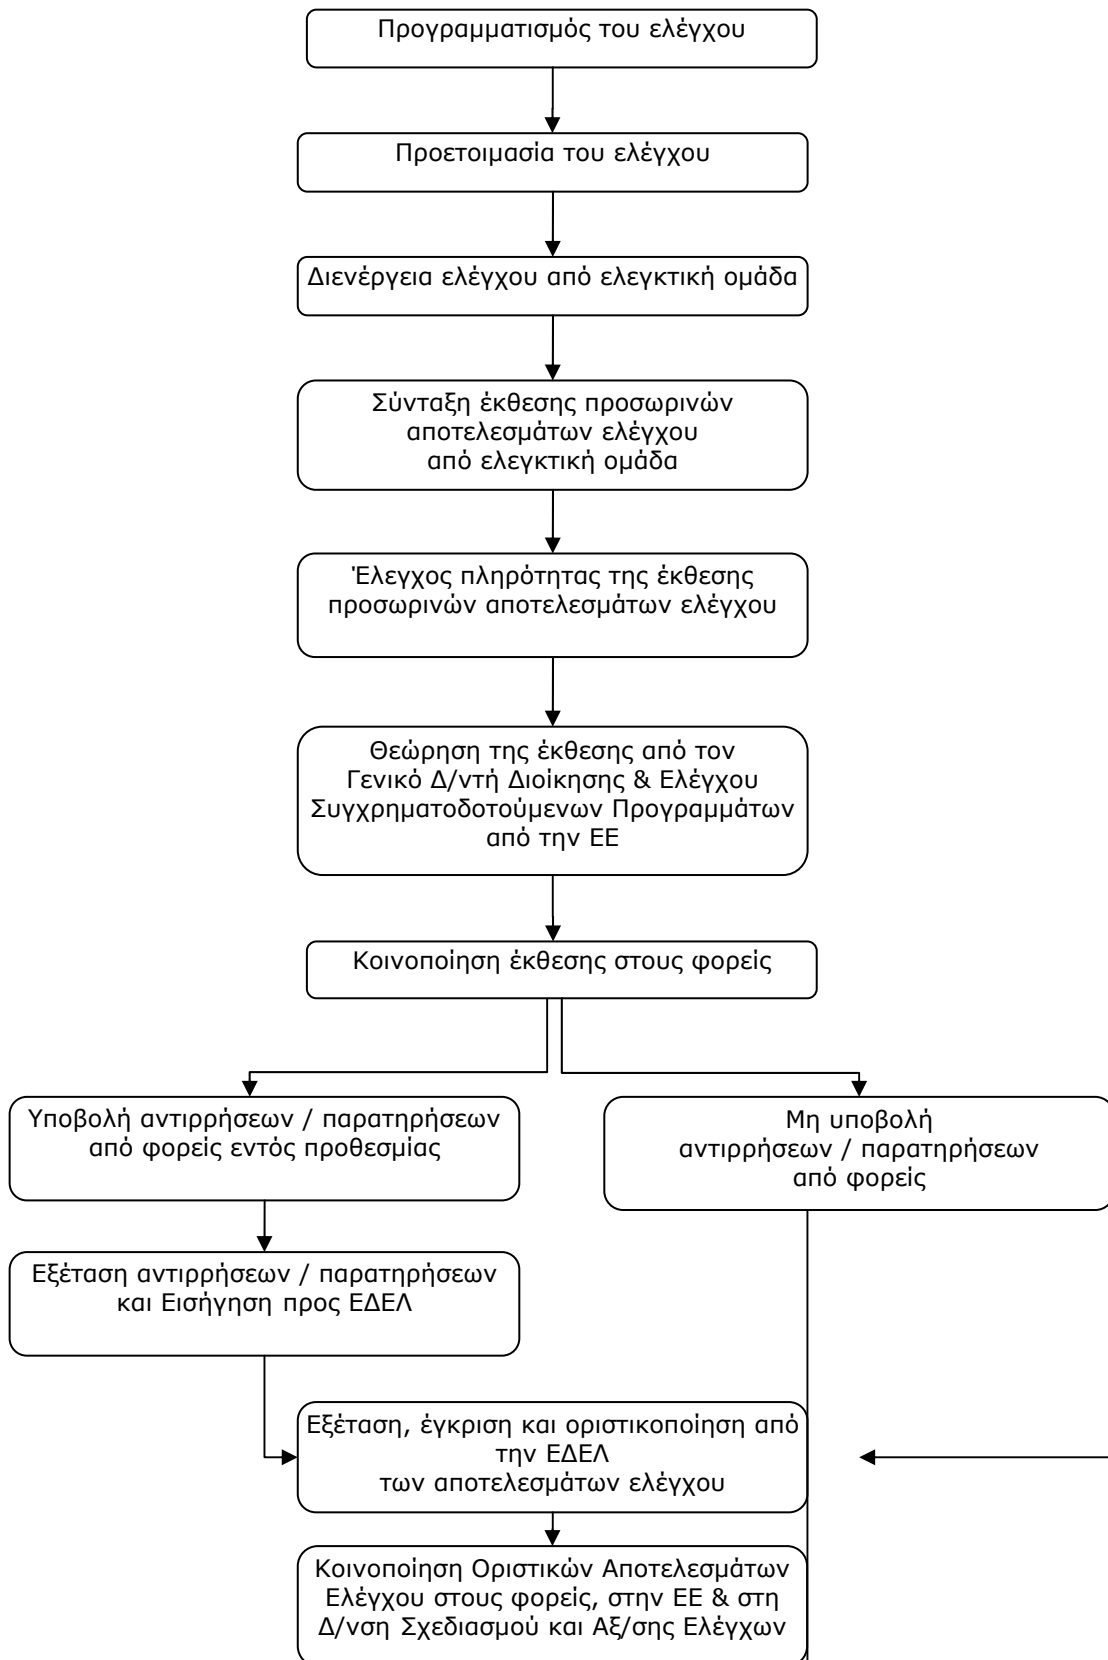 Προγραμματισμός του ελέγχου
Προετοιμασία του ελέγχου
Διενέργεια ελέγχου από ελεγκτική ομάδα
Σύνταξη έκθεσης προσωρινών
αποτελεσμάτων ελέγχου
από ελεγκτική ομάδα
Έλεγχος πληρότητας της έκθεσης
προσωρινών αποτελεσμάτων ελέγχου
Θεώρηση της έκθεσης από τον
Γενικό Δ/ντή Διοίκησης & Ελέγχου
Συγχρηματοδοτούμενων Προγραμμάτων
από την ΕΕ
Κοινοποίηση έκθεσης στους φορείς
Υποβολή αντιρρήσεων / παρατηρήσεων
από φορείς εντός προθεσμίας
Μη υποβολή
αντιρρήσεων / παρατηρήσεων
από φορείς
Εξέταση αντιρρήσεων / παρατηρήσεων
και Εισήγηση προς ΕΔΕΛ
Εξέταση, έγκριση και οριστικοποίηση από
την ΕΔΕΛ
των αποτελεσμάτων ελέγχου
Κοινοποίηση Οριστικών Αποτελεσμάτων
Ελέγχου στους φορείς, στην ΕΕ & στη
Δ/νση Σχεδιασμού και Αξ/σης Ελέγχων